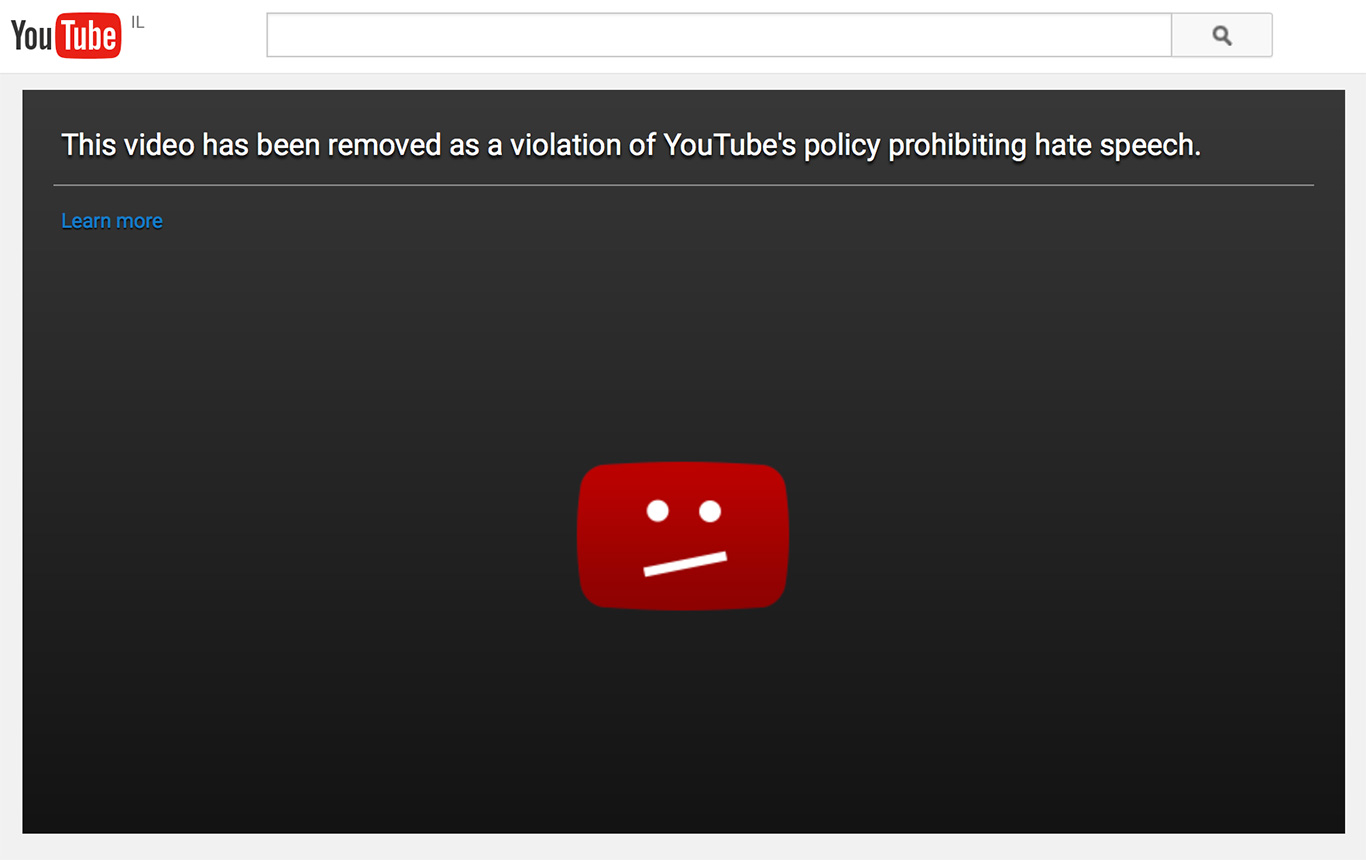 YouTube IL
This video has been removed as a violation of YouTube's policy prohibiting hate speech.
Learn more